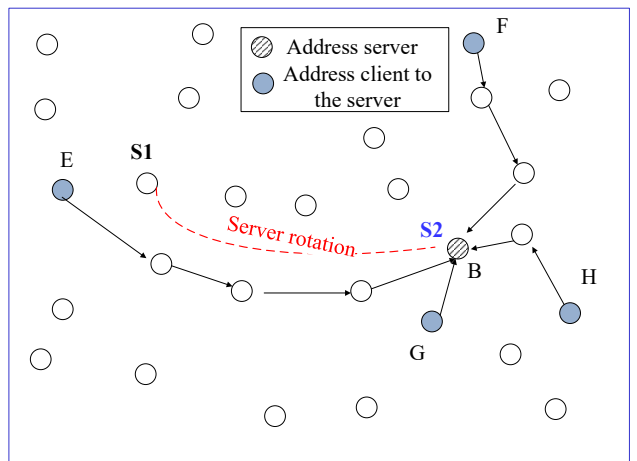 F
Address server
Address client to
the server
E
S1
Server rotation
S2
B
H
G